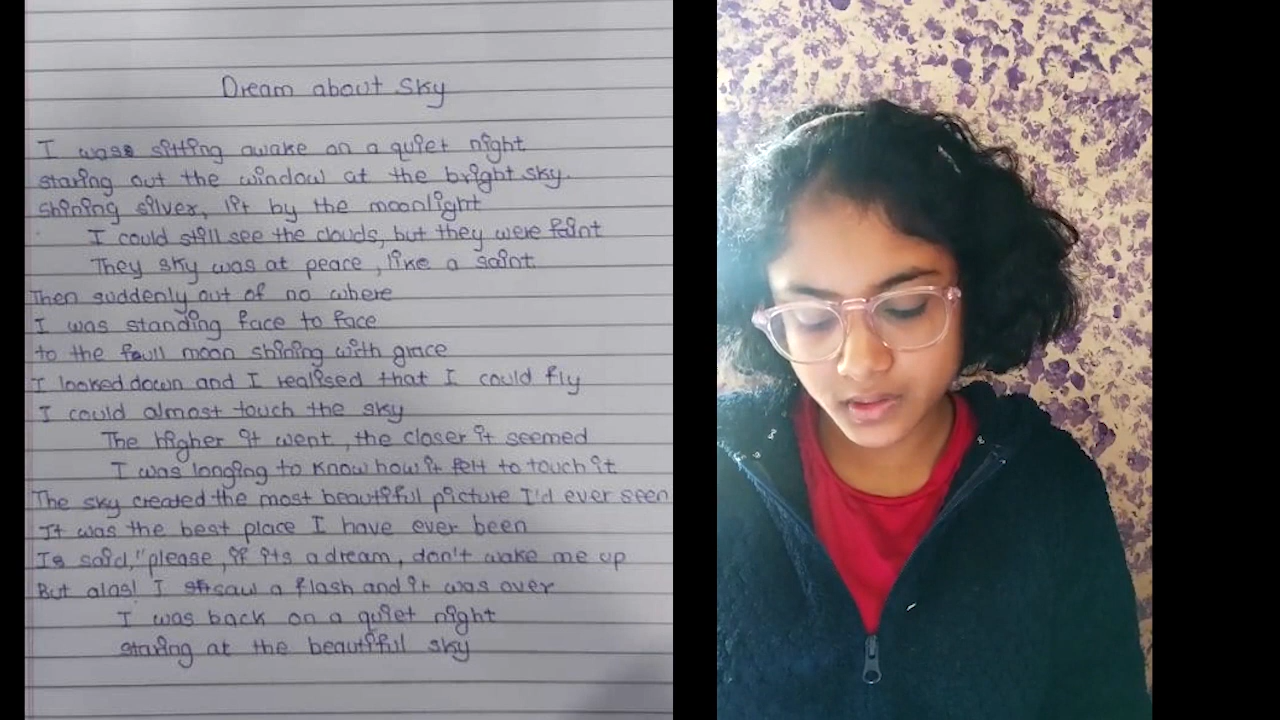 Dream about sky
I was sitting awake on a quiet night
staring out the window at the bright sky.
Shining silver, lit by the moonlight
I could still see the clouds, but they were faint
They sky was at peace, like a saint.
Then suddenly out of no where
I was standing face to face
to the full moon shining with grace
I looked down and I realised that I could fly
I could almost touch the sky
The higher it went, the closer it seemed
I was longing to know how it felt to touch it
The sky created the most beautiful picture I'd ever seen
It was the best place I have ever been
I said, "please, if its a dream, don't wake me up
But alas! I saw a flash and it was over
I was back on a quiet night
staring at the beautiful sky